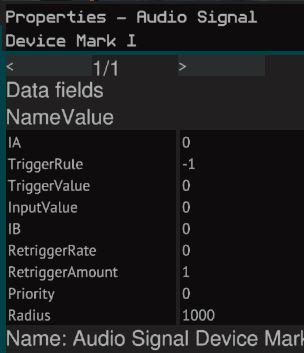 Properties - Audio Signal
Device Mark I
< 1/1 >
Data fields
NameValue
IA 0
TriggerRule -1
TriggerValue 0
InputValue 0
IB 0
RetriggerRate 0
RetriggerAmount 1
Priority 0
Radius 1000
Name: Audio Signal Device Mark